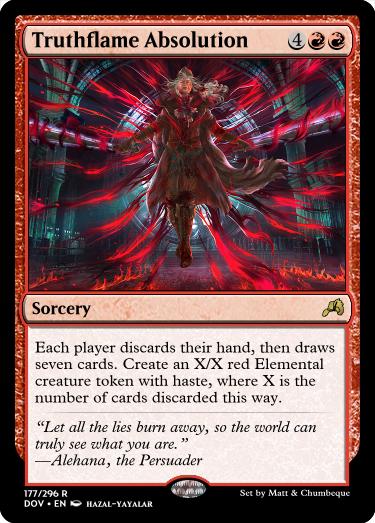 Truthflame Absolution 4
Sorcery
Each player discards their hand, then draws
seven cards. Create an X/X red Elemental
creature token with haste, where X is the
number of cards discarded this way.
“Let all the lies burn away, so the world can
truly see what you are.”
—Alehana, the Persuader
177/296 R
DOV • EN HAZAL-YAYALAR
Set by Matt & Chumbeque